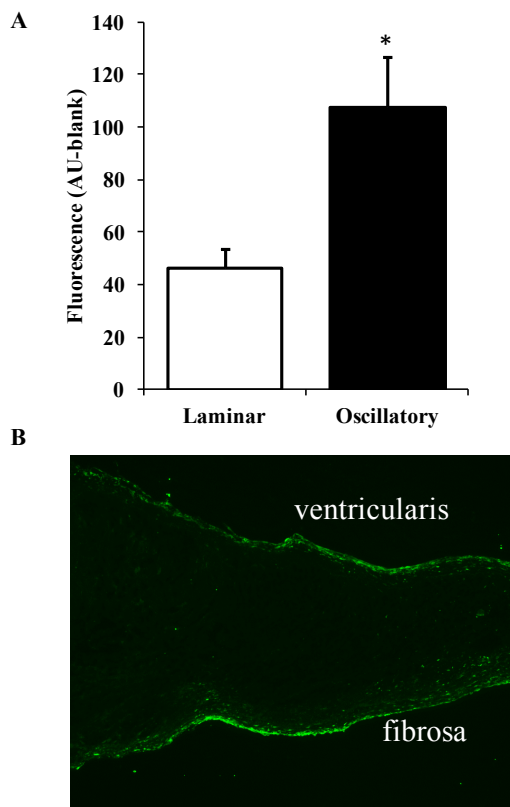 A
Fluorescence (AU-blank)
140
120
100
80
60
40
20
0
*
Laminar
Oscillatory
B
ventricularis
fibrosa